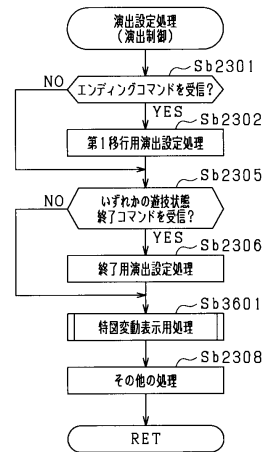 演出設定処理
(演出制御)
Sb2301
NO
エンディングコマンドを受信?
YES
Sb2302
第1移行用演出設定処理
Sb2305
NO
いずれかの遊技状態
終了コマンドを受信?
YES
Sb2306
終了用演出設定処理
Sb3601
特図変動表示用処理
Sb2308
その他の処理
RET